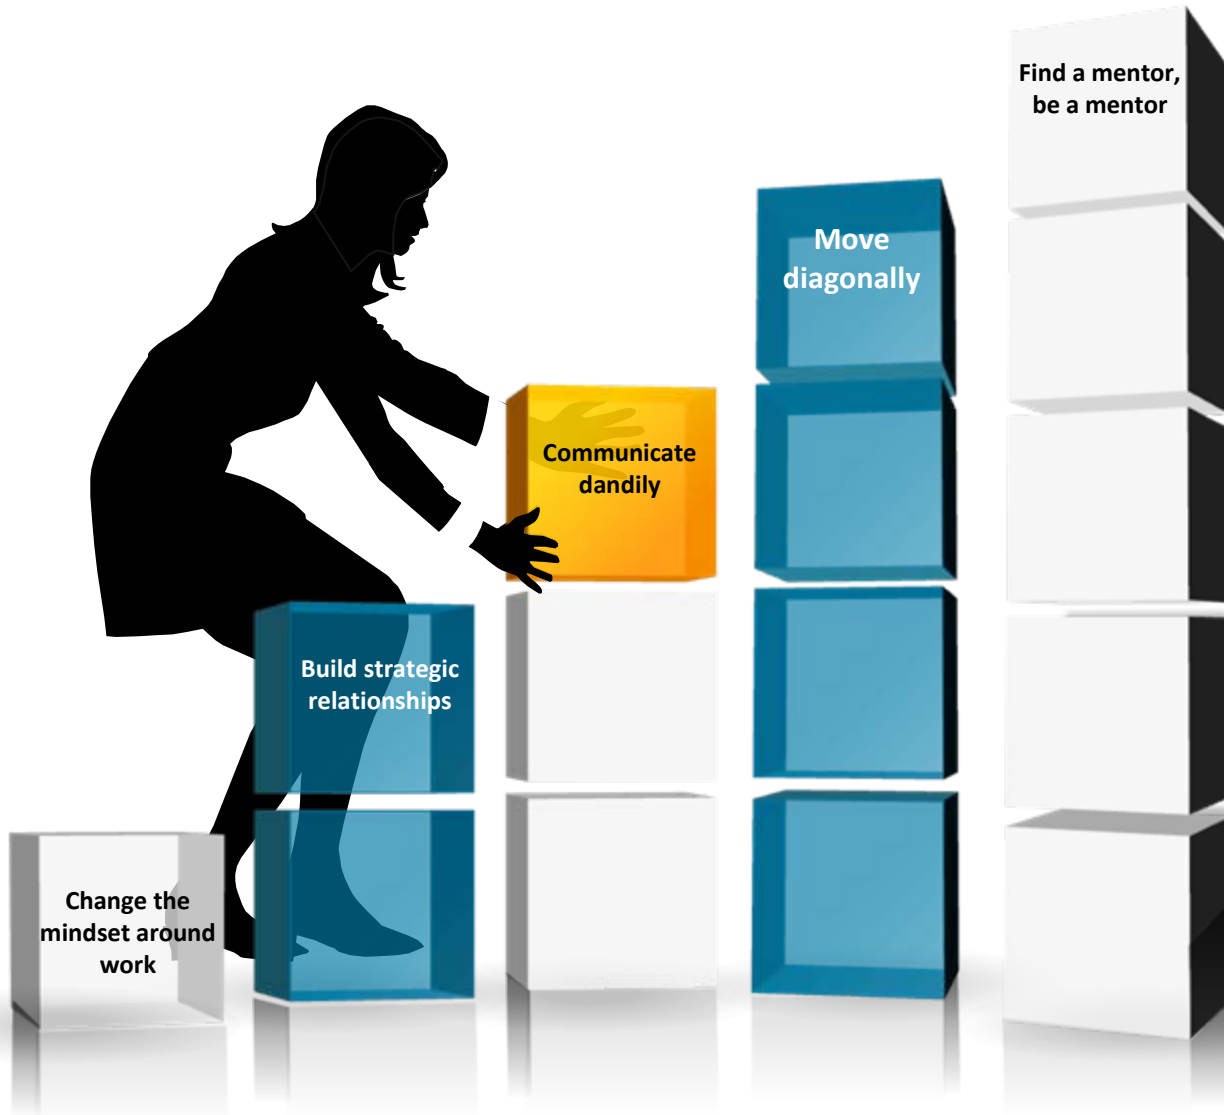 Find a mentor,
be a mentor
Move
diagonally
Communicate
dandily
Build strategic
relationships
Change the
mindset around
work